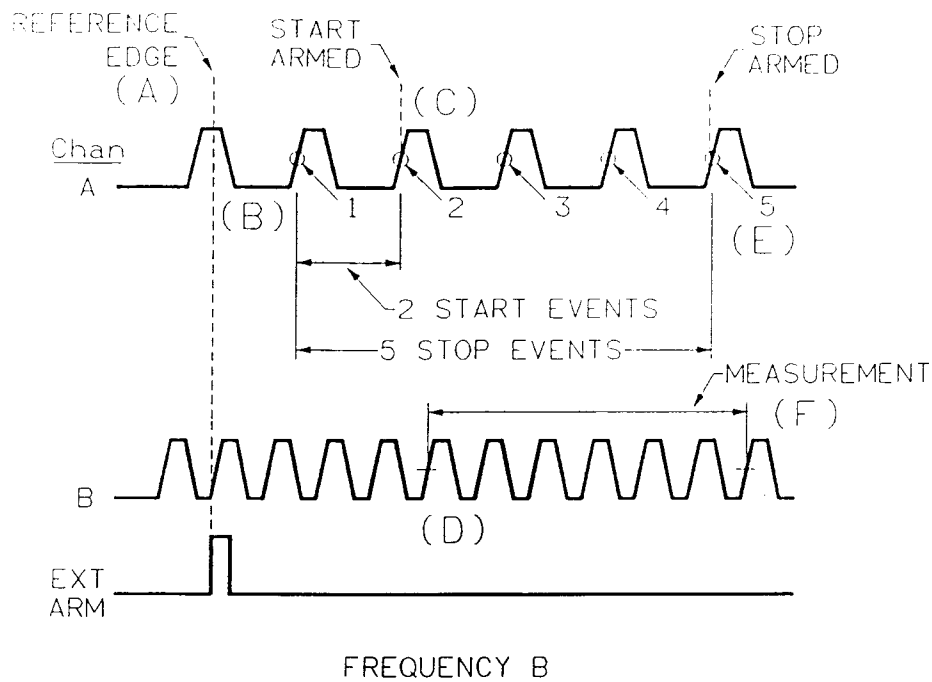 REFERENCE
EDGE
(A)
START
ARMED
(C)
STOP
ARMED
Chan
A
(B)
1
2
3
4
5
(E)
2 START EVENTS
5 STOP EVENTS
MEASUREMENT
(F)
B
(D)
EXT
ARM
FREQUENCY B